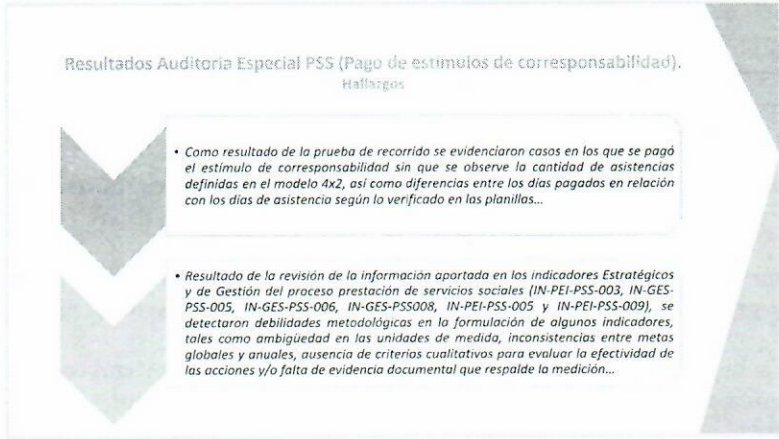 Resultados Auditoria Especial PSS (Pago de estímulos de corresponsabilidad).
Hallazgos
• Como resultado de la prueba de recorrido se evidenciaron casos en los que se pagó
el estímulo de corresponsabilidad sin que se observe la cantidad de asistencias
definidas en el modelo 4x2, así como diferencias entre los días pagados en relación
con los días de asistencia según lo verificado en las planillas...
• Resultado de la revisión de la información aportada en los indicadores Estratégicos
y de Gestión del proceso prestación de servicios sociales (IN-PEI-PSS-003, IN-GES-
PSS-005, IN-GES-PSS-006, IN-GES-PSS008, IN-PEI-PSS-005 y IN-PEI-PSS-009), se
detectaron debilidades metodológicas en la formulación de algunos indicadores,
tales como ambigüedad en las unidades de medida, inconsistencias entre metas
globales y anuales, ausencia de criterios cualitativos para evaluar la efectividad de
las acciones y/o falta de evidencia documental que respalde la medición...